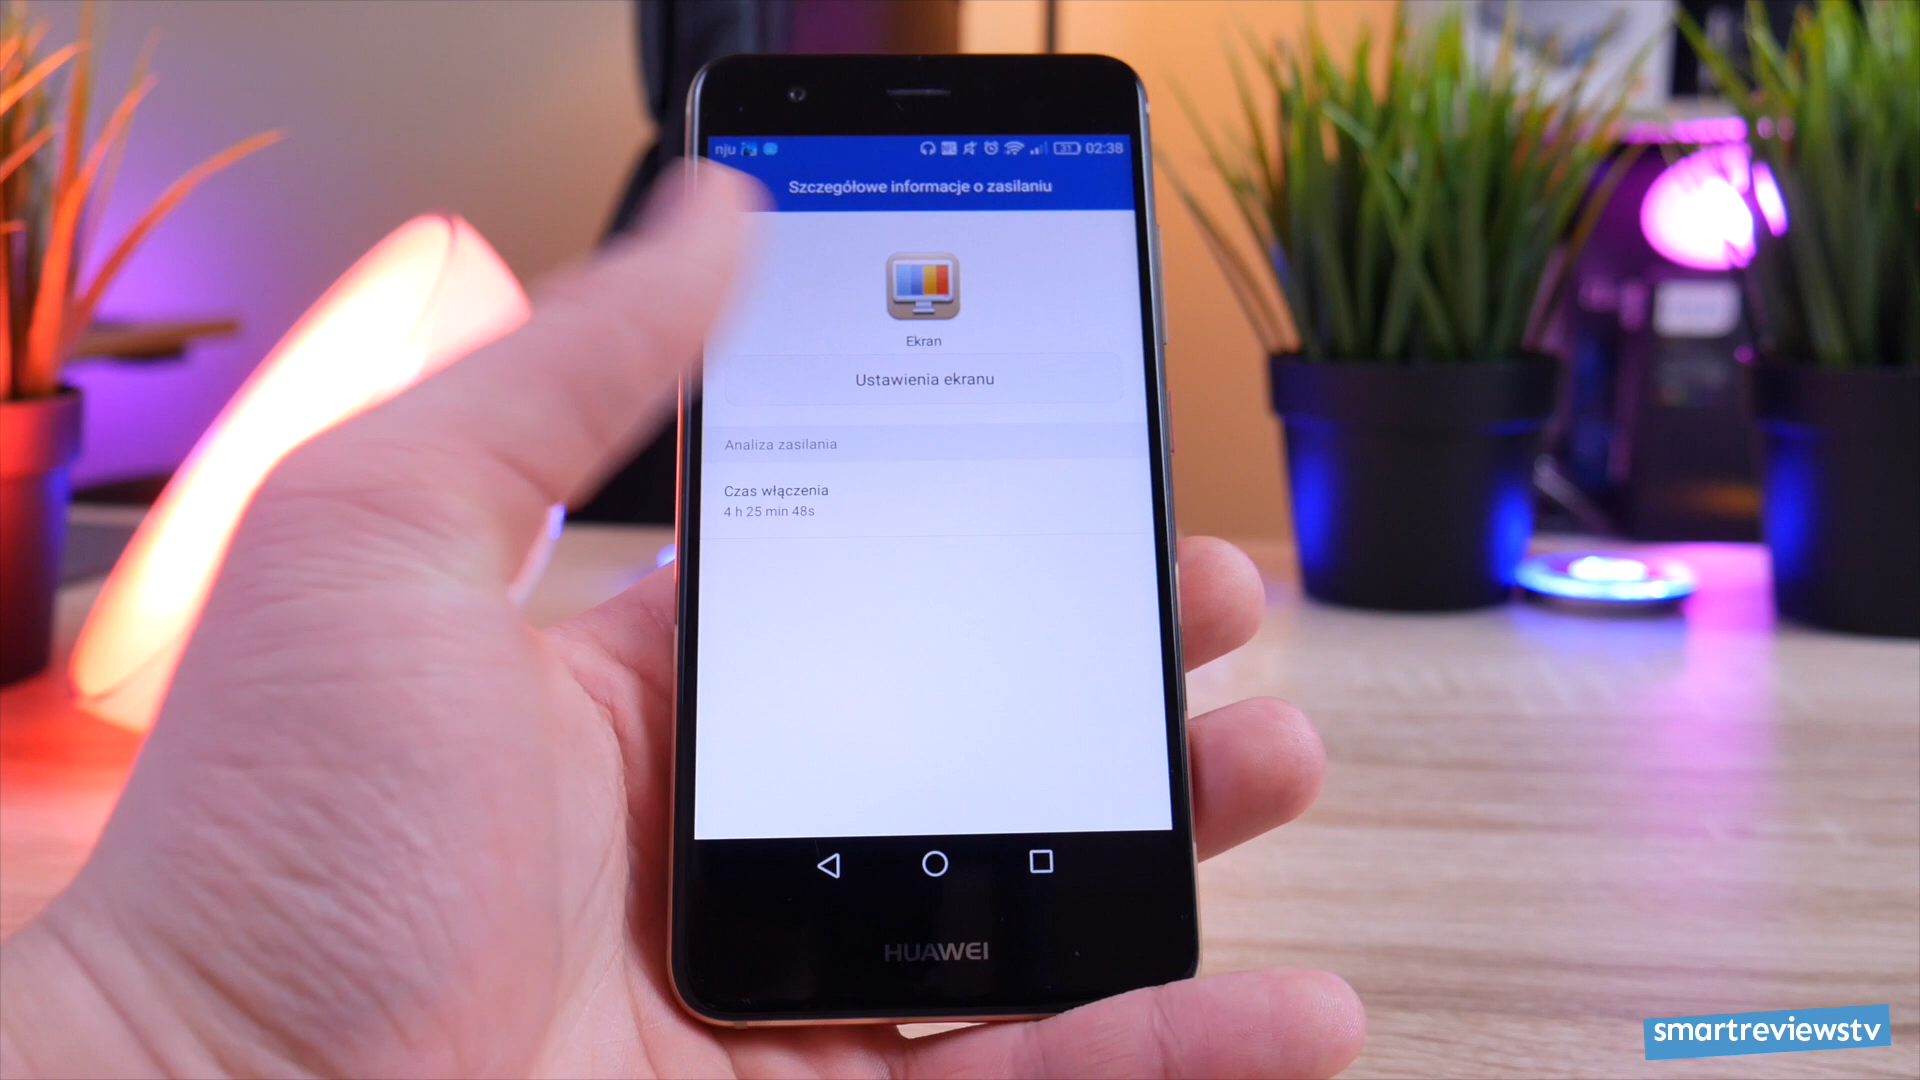 nju 31 02:38
Szczegółowe informacje o zasilaniu
Ekran
Ustawienia ekranu
Analiza zasilania
Czas włączenia
4 h 25 min 48s
HUAWEI
smartreviewstv